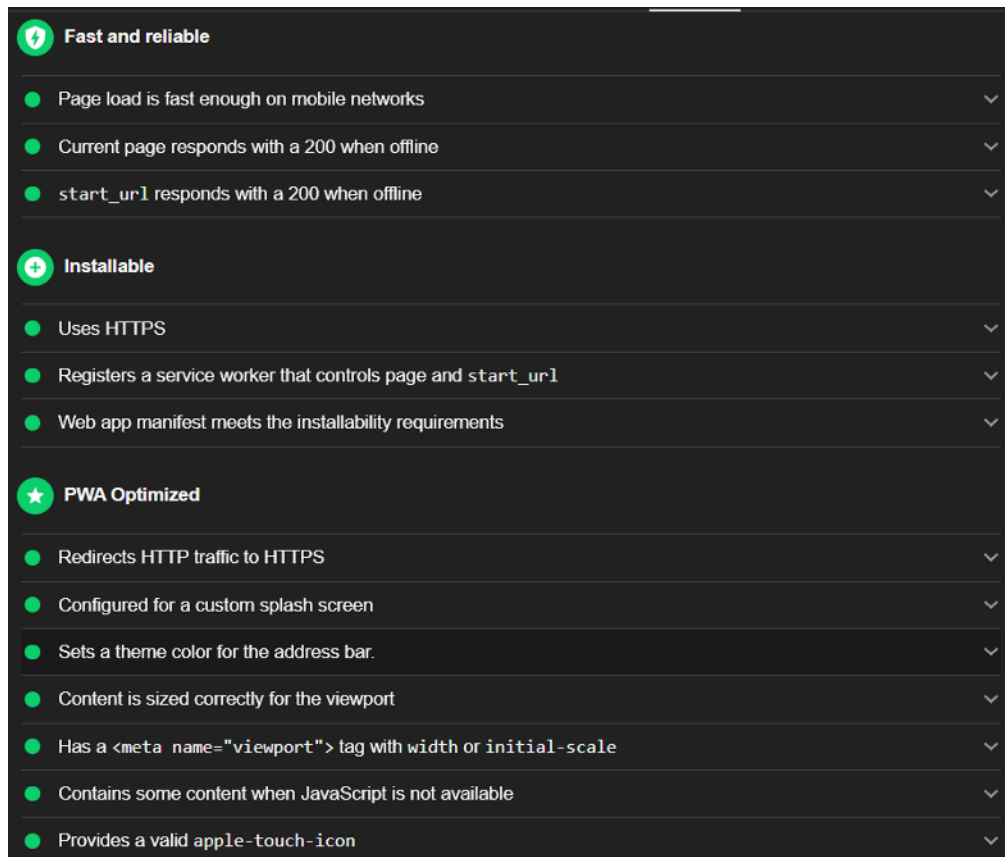 Fast and reliable
Page load is fast enough on mobile networks
Current page responds with a 200 when offline
start_url responds with a 200 when offline
Installable
Uses HTTPS
Registers a service worker that controls page and start_url
Web app manifest meets the installability requirements
PWA Optimized
Redirects HTTP traffic to HTTPS
Configured for a custom splash screen
Sets a theme color for the address bar.
Content is sized correctly for the viewport
Has a <meta name="viewport"> tag with width or initial-scale
Contains some content when JavaScript is not available
Provides a valid apple-touch-icon